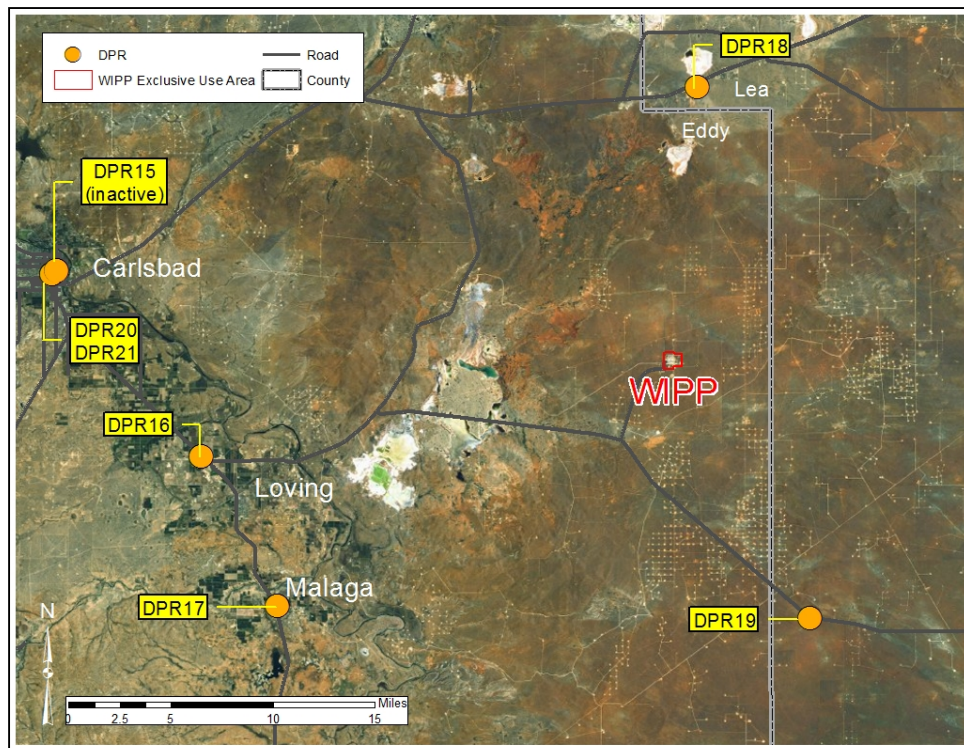 DPR
Road
WIPP Exclusive Use Area
County
DPR18
Lea
Eddy
DPR15
(inactive)
Carlsbad
DPR20
DPR21
WIPP
DPR16
Loving
Malaga
DPR17
DPR19
N
Miles
0 2.5 5 10 15